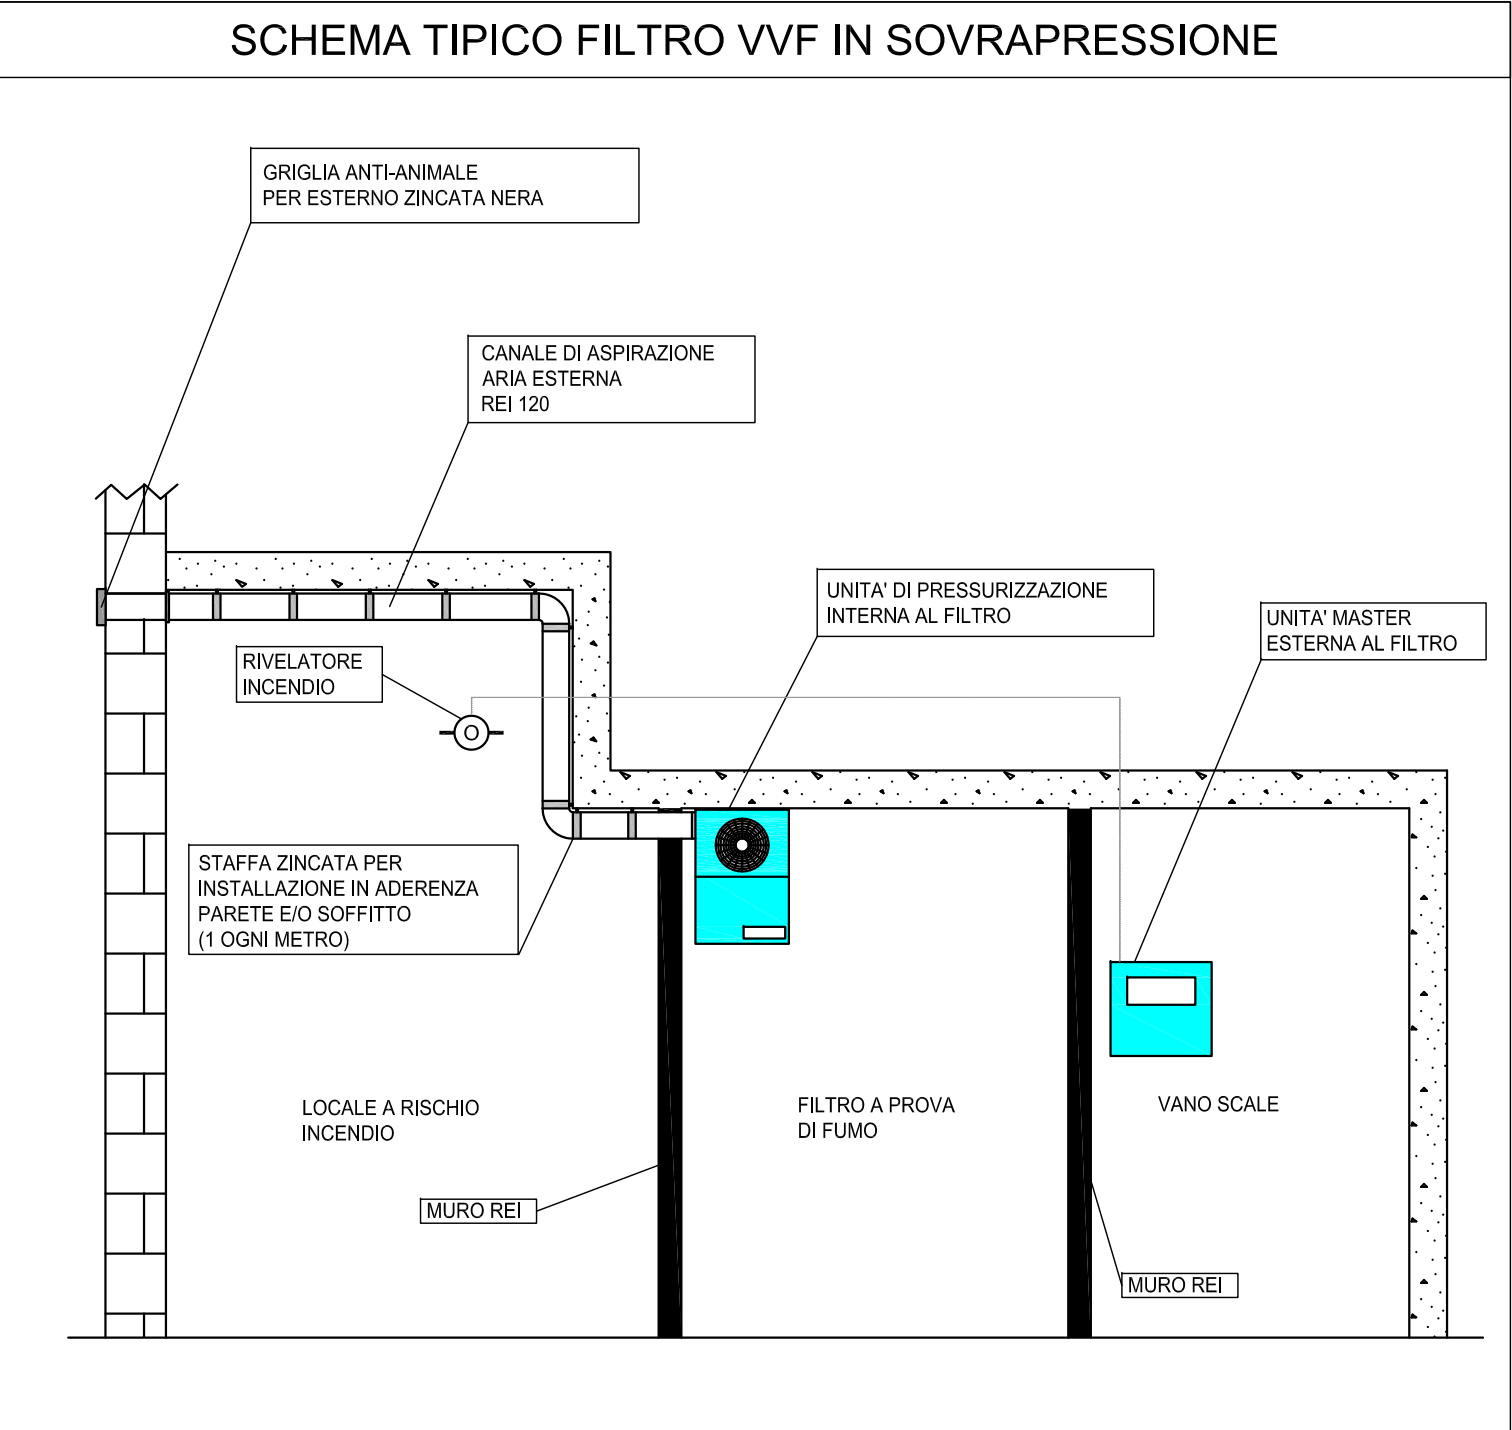 SCHEMA TIPICO FILTRO VVF IN SOVRAPRESSIONE
GRIGLIA ANTI-ANIMALE
PER ESTERNO ZINCATA NERA
CANALE DI ASPIRAZIONE
ARIA ESTERNA
REI 120
UNITA' DI PRESSURIZZAZIONE
INTERNA AL FILTRO
UNITA' MASTER
ESTERNA AL FILTRO
RIVELATORE
INCENDIO
STAFFA ZINCATA PER
INSTALLAZIONE IN ADERENZA
PARETE E/O SOFFITTO
(1 OGNI METRO)
LOCALE A RISCHIO
INCENDIO
FILTRO A PROVA
DI FUMO
VANO SCALE
MURO REI
MURO REI